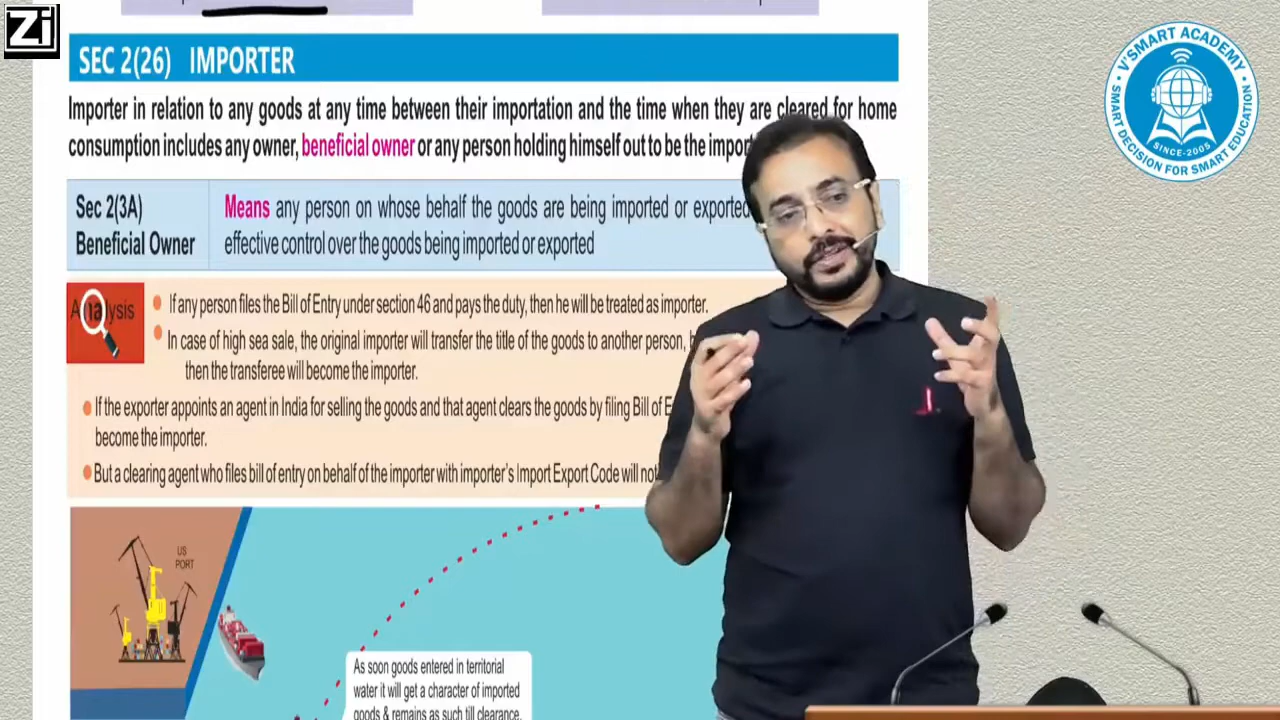 Zi
SEC 2(26) IMPORTER
Importer in relation to any goods at any time between their importation and the time when they are cleared for home
consumption includes any owner, beneficial owner or any person holding himself out to be the
Sec 2(3A)
Beneficial Owner
Means any person on whose behalf the goods are being imported or exported
effective control over the goods being imported or exported
Analysis
If any person files the Bill of Entry under section 46 and pays the duty, then he will be treated as importer.
In case of high sea sale, the original importer will transfer the title of the goods to another person,
then the transferee will become the importer.
If the exporter appoints an agent in India for selling the goods and that agent clears the goods by filing Bill of
become the importer.
But a clearing agent who files bill of entry on behalf of the importer with importer's Import Export Code will not
US
PORT
As soon goods entered in territorial
water it will get a character of imported
goods & remains as such till clearance.
V'SMART ACADEMY
SINCE-2005
SMART DECISION FOR SMART EDUCATION